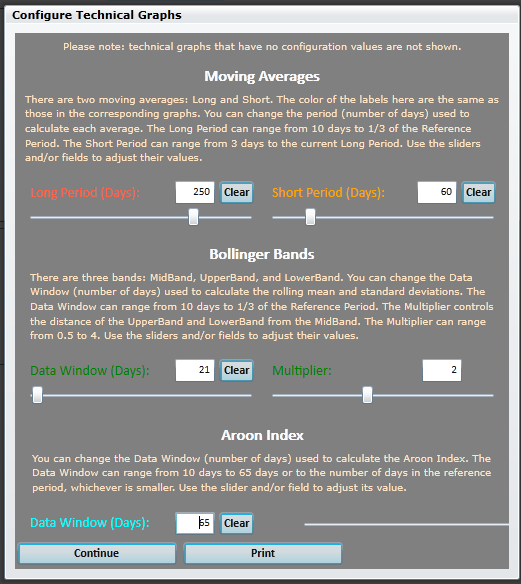 Configure Technical Graphs
Please note: technical graphs that have no configuration values are not shown.
Moving Averages
There are two moving averages: Long and Short. The color of the labels here are the same as
those in the corresponding graphs. You can change the period (number of days) used to
calculate each average. The Long Period can range from 10 days to 1/3 of the Reference
Period. The Short Period can range from 3 days to the current Long Period. Use the sliders
and/or fields to adjust their values.
Long Period (Days): 250 Clear Short Period (Days): 60 Clear
Bollinger Bands
There are three bands: MidBand, UpperBand, and LowerBand. You can change the Data
Window (number of days) used to calculate the rolling mean and standard deviations. The
Data Window can range from 10 days to 1/3 of the Reference Period. The Multiplier controls
the distance of the UpperBand and LowerBand from the MidBand. The Multiplier can range
from 0.5 to 4. Use the sliders and/or fields to adjust their values.
Data Window (Days): 21 Clear Multiplier: 2
Aroon Index
You can change the Data Window (number of days) used to calculate the Aroon Index. The
Data Window can range from 10 days to 65 days or to the number of days in the reference
period, whichever is smaller. Use the slider and/or field to adjust its value.
Data Window (Days): 65 Clear
Continue Print